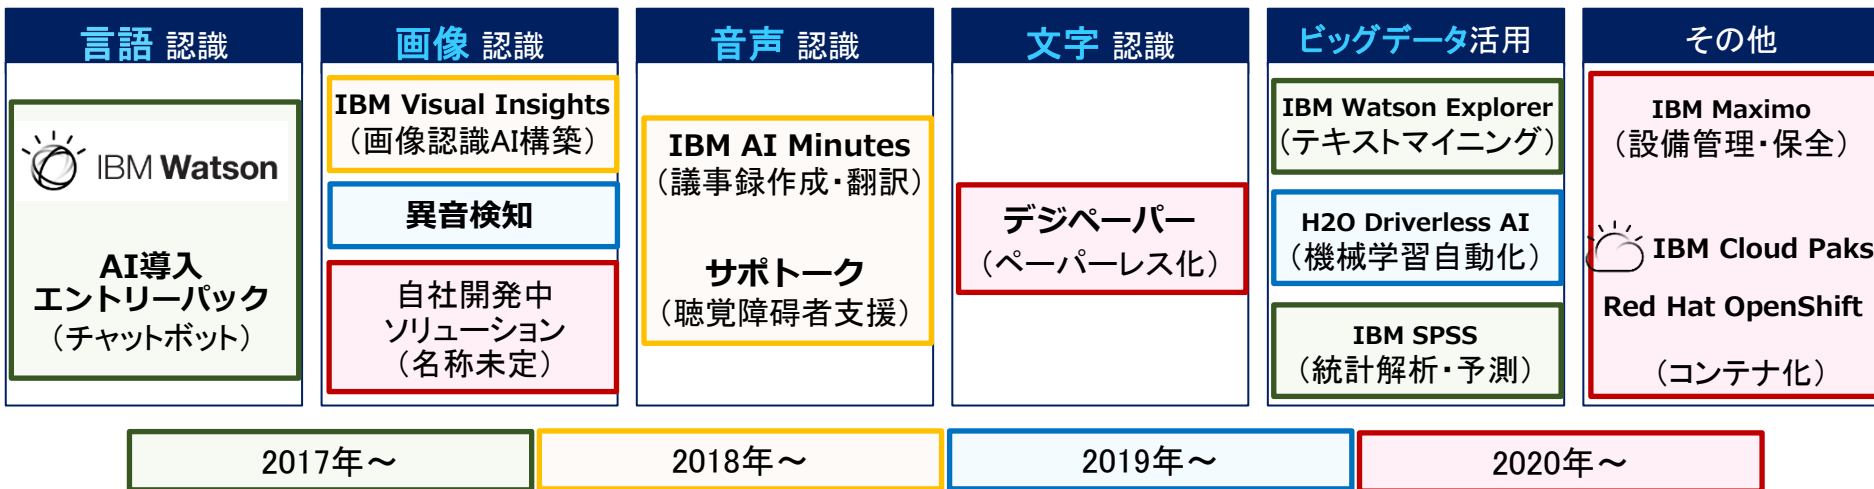 言語 認識
IBM Watson
AI導入
エントリーパック
（チャットボット）
画像 認識
IBM Visual Insights
（画像認識AI構築）
異音検知
自社開発中
ソリューション
（名称未定）
音声 認識
IBM AI Minutes
（議事録作成・翻訳）
サポトーク
（聴覚障碍者支援）
文字 認識
デジペーパー
（ペーパーレス化）
ビッグデータ活用
IBM Watson Explorer
（テキストマイニング）
H2O Driverless AI
（機械学習自動化）
IBM SPSS
（統計解析・予測）
その他
IBM Maximo
（設備管理・保全）
IBM Cloud Paks
Red Hat OpenShift
（コンテナ化）
2017年～
2018年～
2019年～
2020年～